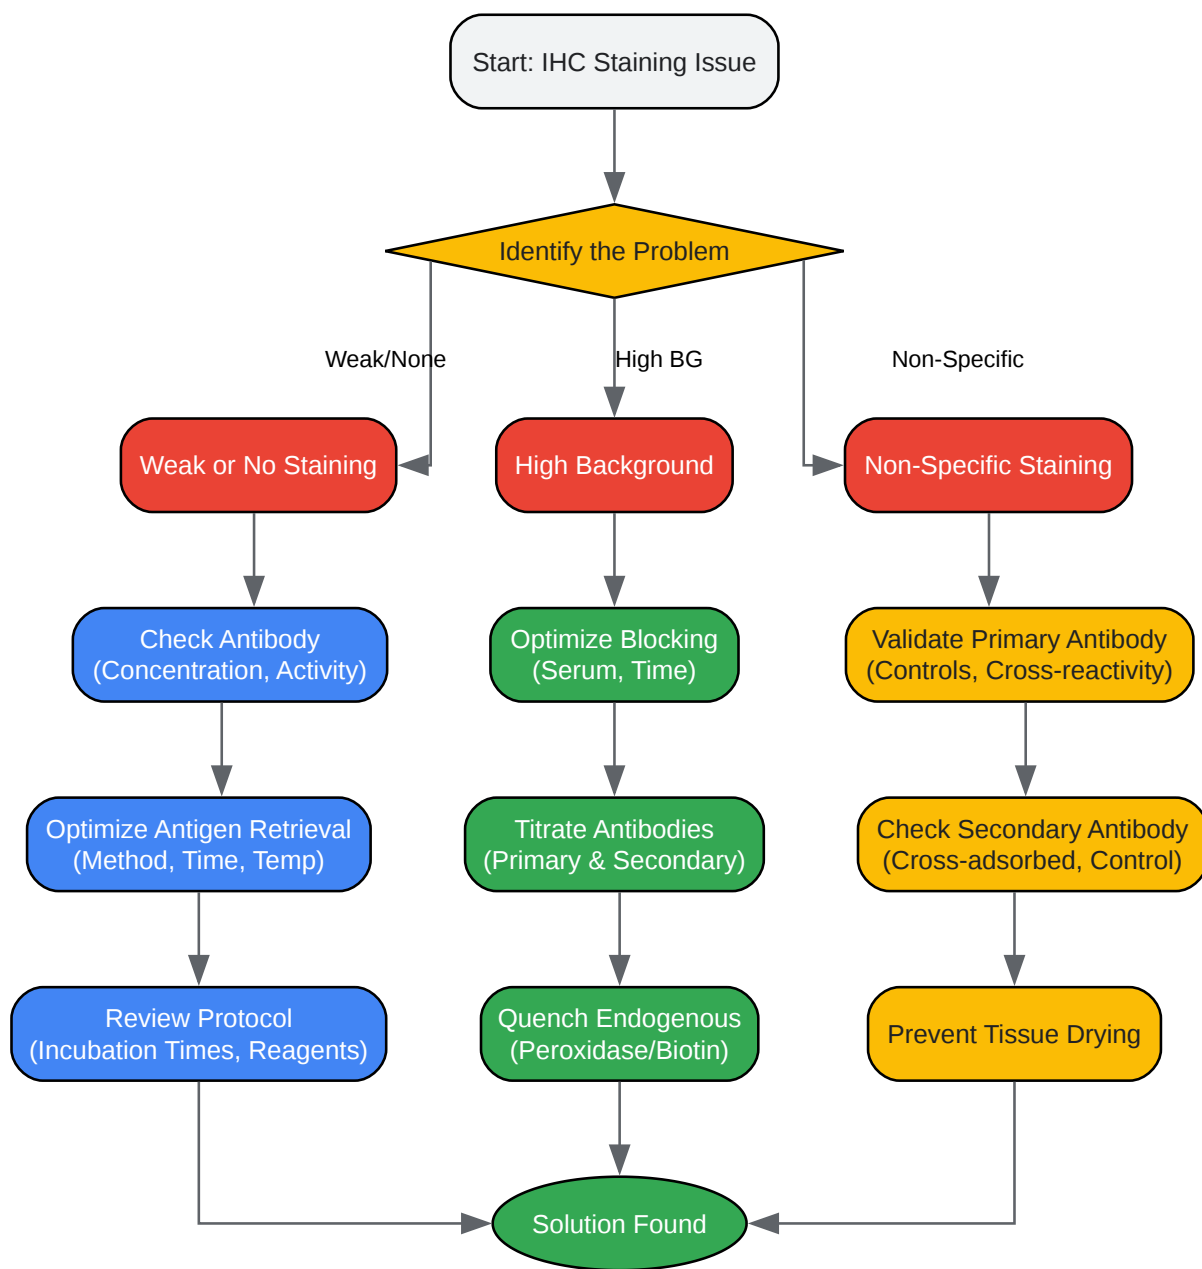 Start: IHC Staining Issue
Identify the Problem
Weak/None
High BG
Non-Specific
Weak or No Staining
High Background
Non-Specific Staining
Check Antibody
(Concentration, Activity)
Optimize Blocking
(Serum, Time)
Validate Primary Antibody
(Controls, Cross-reactivity)
Optimize Antigen Retrieval
(Method, Time, Temp)
Titrate Antibodies
(Primary & Secondary)
Check Secondary Antibody
(Cross-adsorbed, Control)
Review Protocol
(Incubation Times, Reagents)
Quench Endogenous
(Peroxidase/Biotin)
Prevent Tissue Drying
Solution Found